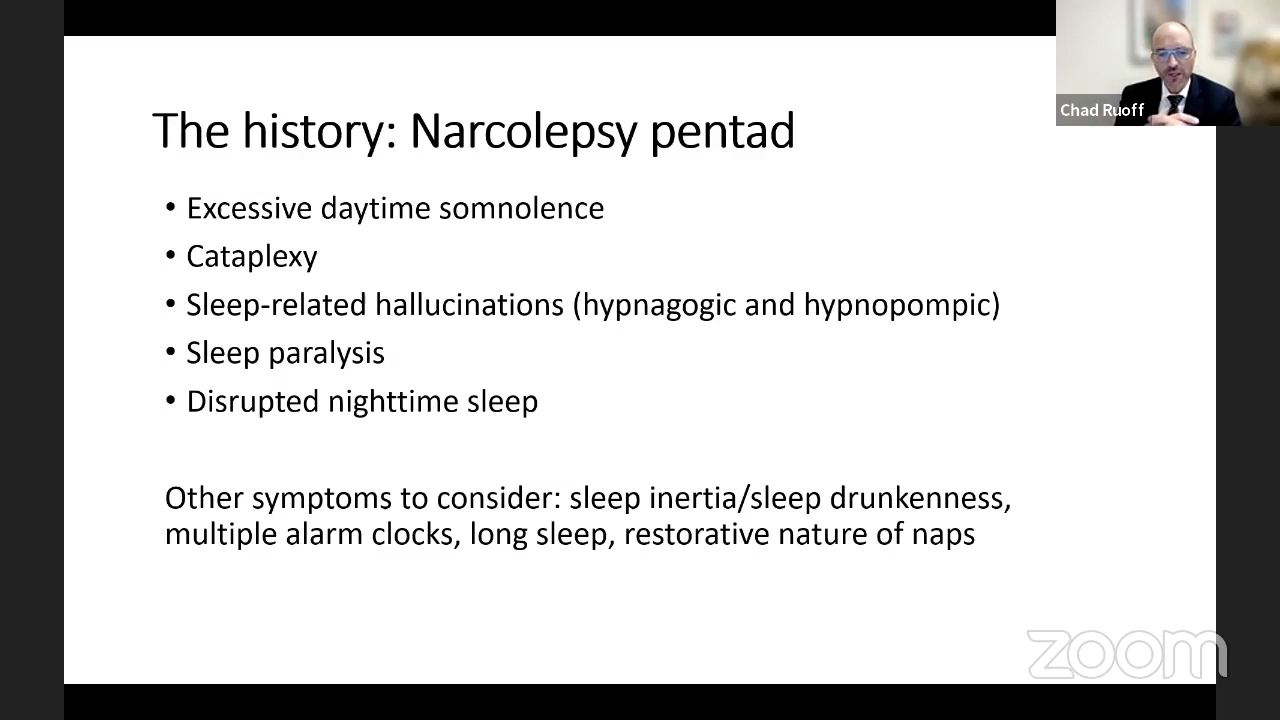 The history: Narcolepsy pentad
• Excessive daytime somnolence
• Cataplexy
• Sleep-related hallucinations (hypnagogic and hypnopompic)
• Sleep paralysis
• Disrupted nighttime sleep
Other symptoms to consider: sleep inertia/sleep drunkenness,
multiple alarm clocks, long sleep, restorative nature of naps
Chad Ruoff
zoom